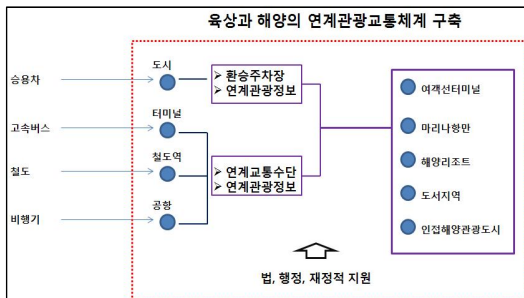 육상과 해양의 연계관광교통체계 구축
승용차
고속버스
철도
비행기
도시
터미널
철도역
공항
➢ 환승주차장
➢ 연계관광정보
➢ 연계교통수단
➢ 연계관광정보
여객선터미널
마리나항만
해양리조트
도서지역
인접해양관광도시
법, 행정, 재정적 지원